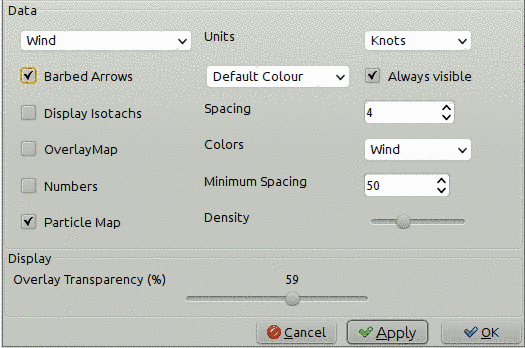 Data
Wind Units Knots
Barbed Arrows Default Colour Always visible
Display Isotachs Spacing 4
OverlayMap Colors Wind
Numbers Minimum Spacing 50
Particle Map Density
Display
Overlay Transparency (%) 59
Cancel Apply OK